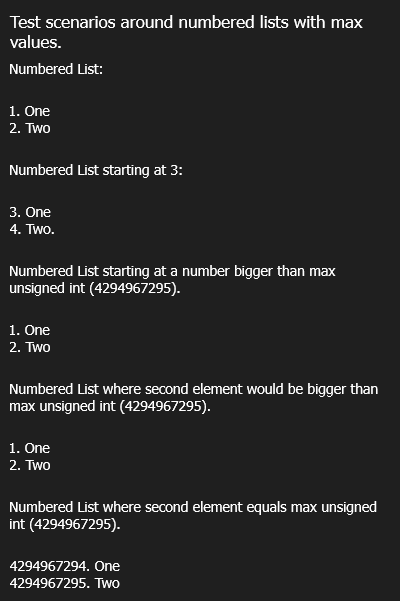 Test scenarios around numbered lists with max
values.
Numbered List:
1. One
2. Two
Numbered List starting at 3:
3. One
4. Two.
Numbered List starting at a number bigger than max
unsigned int (4294967295).
1. One
2. Two
Numbered List where second element would be bigger than
max unsigned int (4294967295).
1. One
2. Two
Numbered List where second element equals max unsigned
int (4294967295).
4294967294. One
4294967295. Two